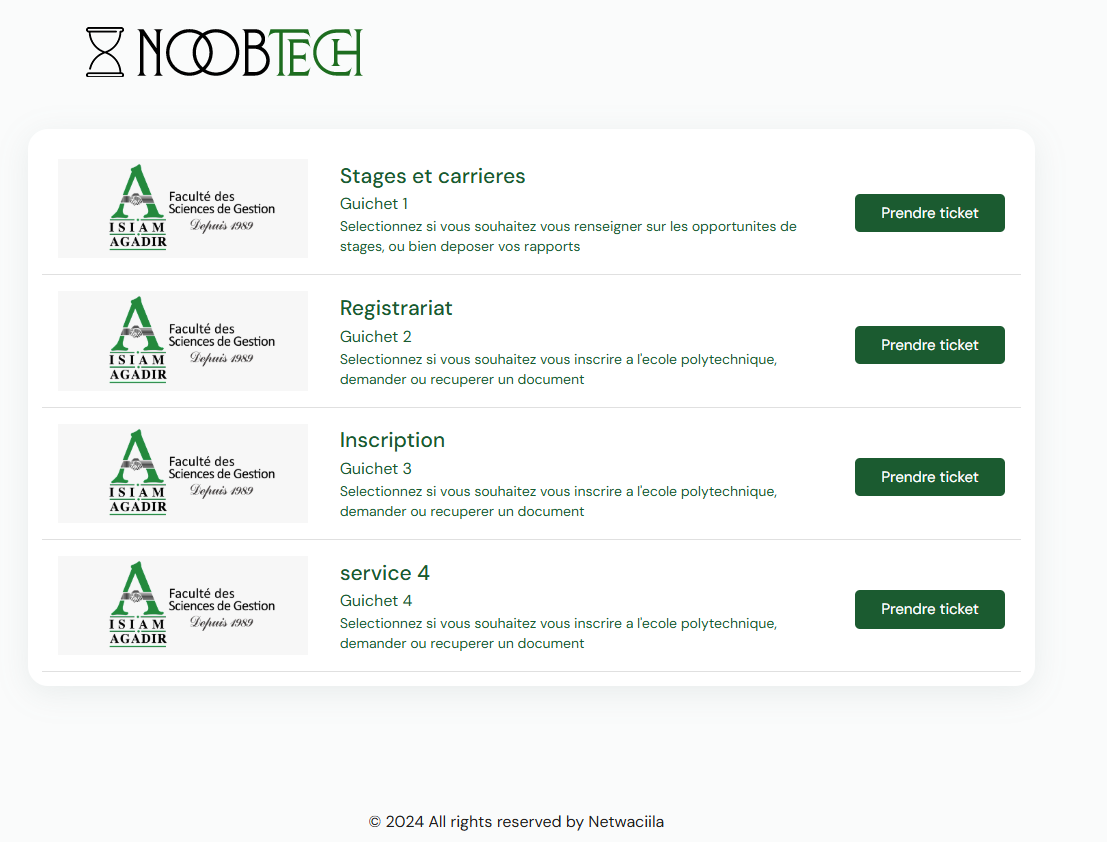 NOOBTECH
Faculté des
Sciences de Gestion
Depuis 1989
ISIAM
AGADIR
Stages et carrieres
Guichet 1
Selectionnez si vous souhaitez vous renseigner sur les opportunites de
stages, ou bien deposer vos rapports
Prendre ticket
Faculté des
Sciences de Gestion
Depuis 1989
ISIAM
AGADIR
Registrariat
Guichet 2
Selectionnez si vous souhaitez vous inscrire a l'ecole polytechnique,
demander ou recuperer un document
Prendre ticket
Faculté des
Sciences de Gestion
Depuis 1989
ISIAM
AGADIR
Inscription
Guichet 3
Selectionnez si vous souhaitez vous inscrire a l'ecole polytechnique,
demander ou recuperer un document
Prendre ticket
Faculté des
Sciences de Gestion
Depuis 1989
ISIAM
AGADIR
service 4
Guichet 4
Selectionnez si vous souhaitez vous inscrire a l'ecole polytechnique,
demander ou recuperer un document
Prendre ticket
© 2024 All rights reserved by Netwaciila